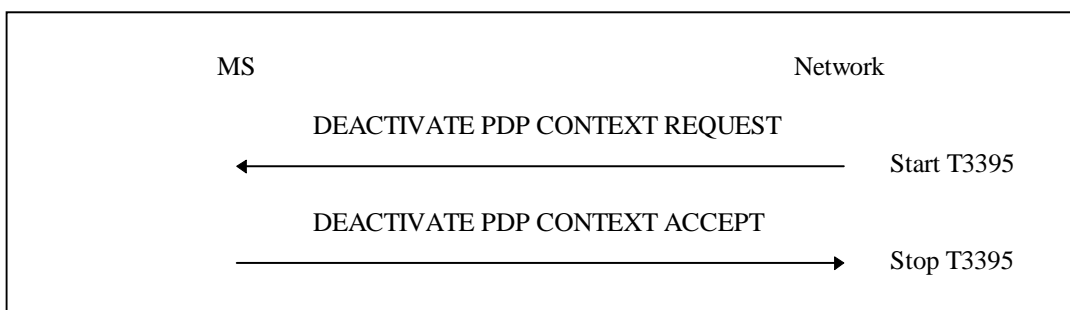 MS Network
DEACTIVATE PDP CONTEXT REQUEST
Start T3395
DEACTIVATE PDP CONTEXT ACCEPT
Stop T3395